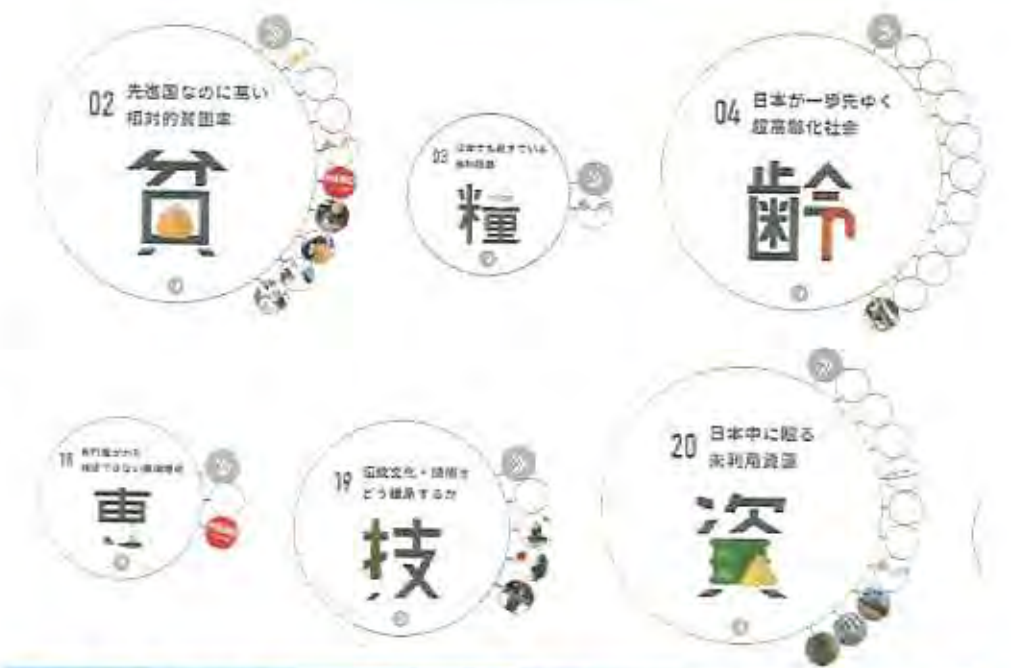 02
先進国なのに高い
相対的貧困率
貧
03
糧
04
日本が一歩先ゆく
超高齢化社会
齢
18
専
19
伝統文化・技術を
どう継承するか
技
20
日本中に眠る
未利用資源
資